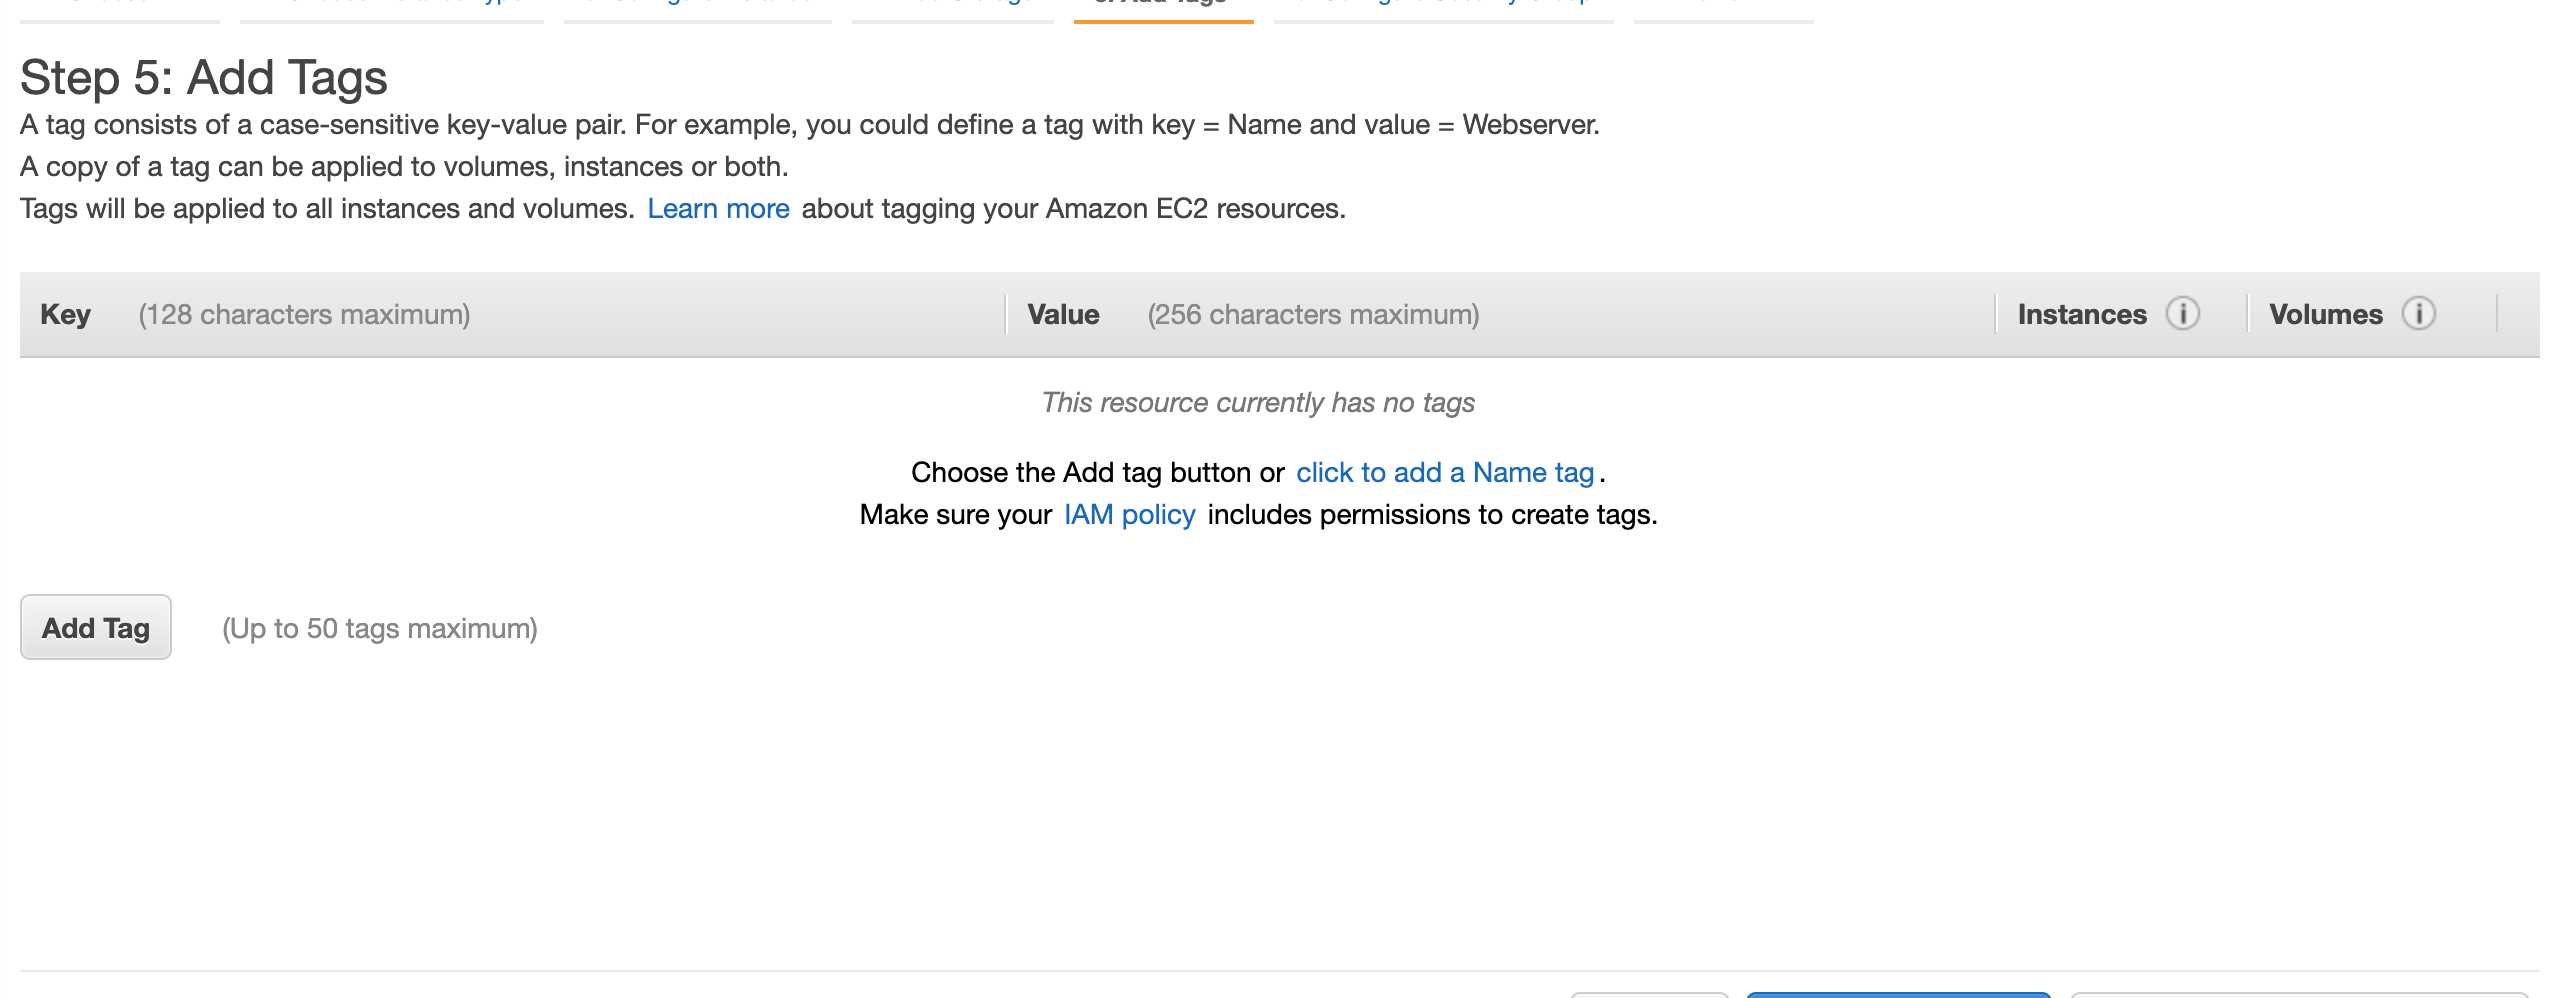 5. Add Tags
Step 5: Add Tags
A tag consists of a case-sensitive key-value pair. For example, you could define a tag with key = Name and value = Webserver.
A copy of a tag can be applied to volumes, instances or both.
Tags will be applied to all instances and volumes. Learn more about tagging your Amazon EC2 resources.
Key (128 characters maximum) Value (256 characters maximum) Instances Volumes
This resource currently has no tags
Choose the Add tag button or click to add a Name tag.
Make sure your IAM policy includes permissions to create tags.
Add Tag (Up to 50 tags maximum)